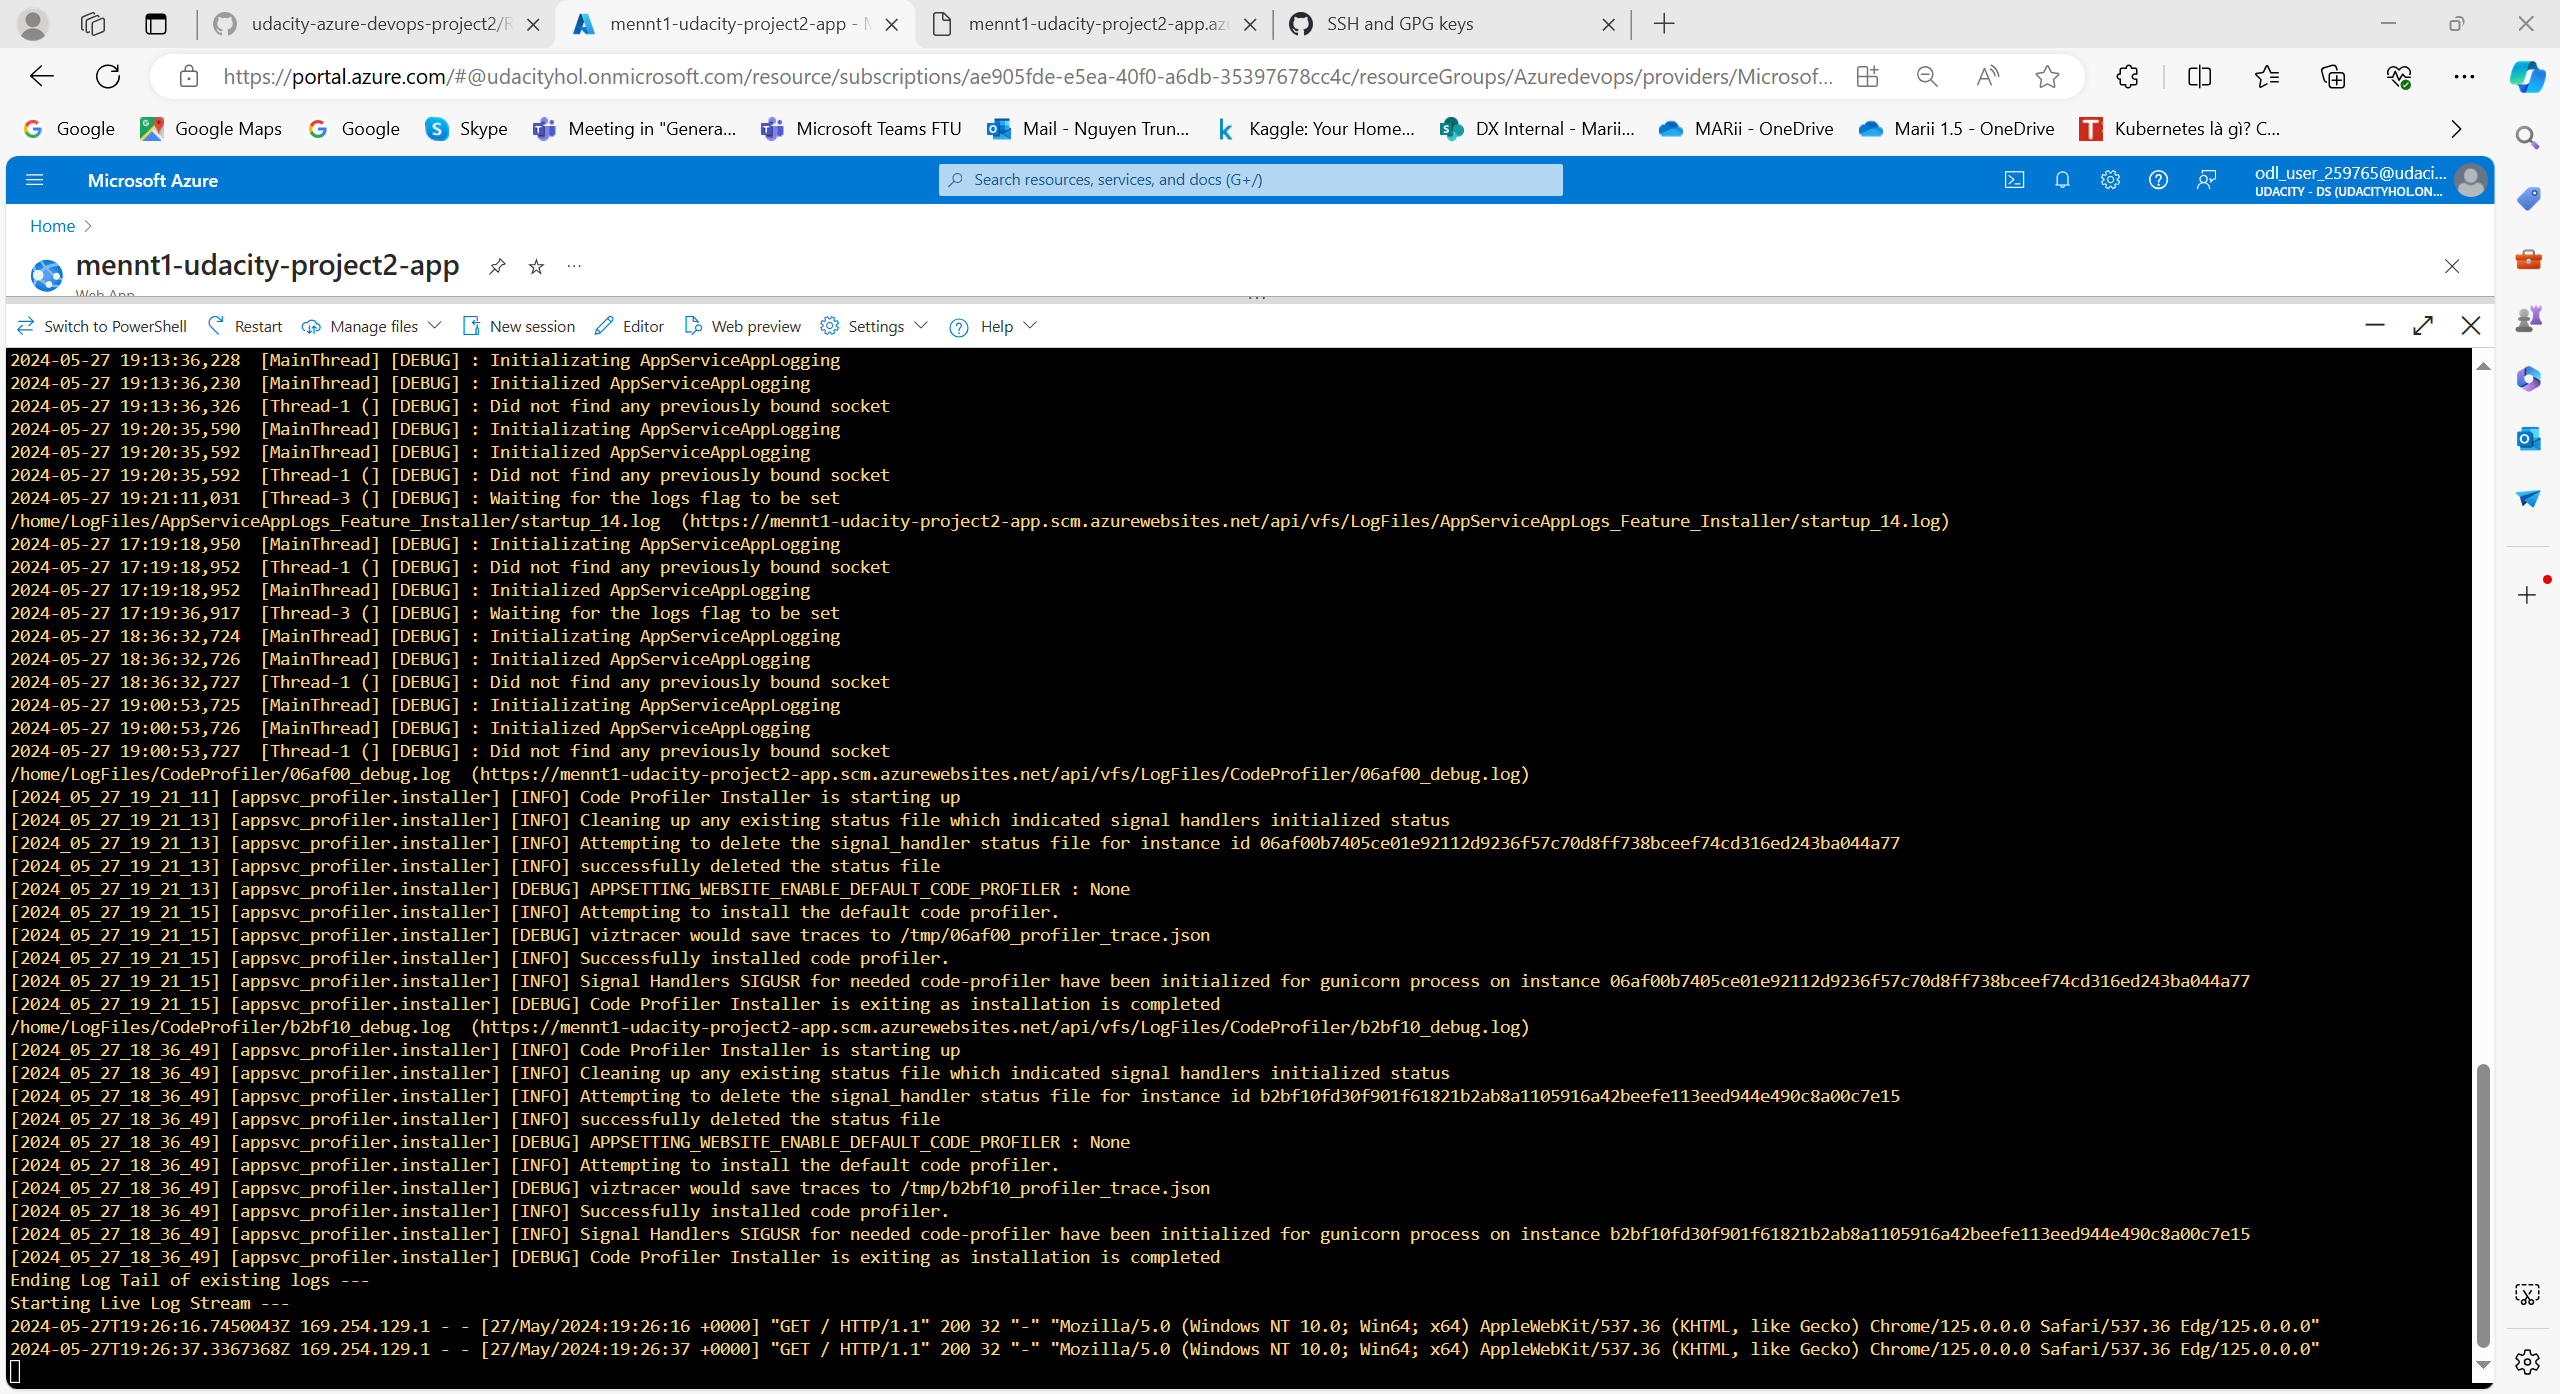 udacity-azure-devops-project2/R
mennt1-udacity-project2-app - M
mennt1-udacity-project2-app.azu
SSH and GPG keys
https://portal.azure.com/#@udacityhol.onmicrosoft.com/resource/subscriptions/ae905fde-e5ea-40f0-a6db-35397678cc4c/resourceGroups/Azuredevops/providers/Microsof...
Google
Google Maps
Google
Skype
Meeting in "Genera...
Microsoft Teams FTU
Mail - Nguyen Trun...
Kaggle: Your Home...
DX Internal - Marii...
MARii - OneDrive
Marii 1.5 - OneDrive
Kubernetes là gì? C...
Microsoft Azure
Search resources, services, and docs (G+/)
odl_user_259765@udaci...
UDACITY - DS (UDACITYHOL.ON...
Home
mennt1-udacity-project2-app
Web App
Switch to PowerShell
Restart
Manage files
New session
Editor
Web preview
Settings
Help
2024-05-27 19:13:36,228  [MainThread] [DEBUG] : Initializating AppServiceAppLogging
2024-05-27 19:13:36,230  [MainThread] [DEBUG] : Initialized AppServiceAppLogging
2024-05-27 19:13:36,326  [Thread-1 (] [DEBUG] : Did not find any previously bound socket
2024-05-27 19:20:35,590  [MainThread] [DEBUG] : Initializating AppServiceAppLogging
2024-05-27 19:20:35,592  [MainThread] [DEBUG] : Initialized AppServiceAppLogging
2024-05-27 19:20:35,592  [Thread-1 (] [DEBUG] : Did not find any previously bound socket
2024-05-27 19:21:11,031  [Thread-3 (] [DEBUG] : Waiting for the logs flag to be set
/home/LogFiles/AppServiceAppLogs_Feature_Installer/startup_14.log  (https://mennt1-udacity-project2-app.scm.azurewebsites.net/api/vfs/LogFiles/AppServiceAppLogs_Feature_Installer/startup_14.log)
2024-05-27 17:19:18,950  [MainThread] [DEBUG] : Initializating AppServiceAppLogging
2024-05-27 17:19:18,952  [Thread-1 (] [DEBUG] : Did not find any previously bound socket
2024-05-27 17:19:18,952  [MainThread] [DEBUG] : Initialized AppServiceAppLogging
2024-05-27 17:19:36,917  [Thread-3 (] [DEBUG] : Waiting for the logs flag to be set
2024-05-27 18:36:32,724  [MainThread] [DEBUG] : Initializating AppServiceAppLogging
2024-05-27 18:36:32,726  [MainThread] [DEBUG] : Initialized AppServiceAppLogging
2024-05-27 18:36:32,727  [Thread-1 (] [DEBUG] : Did not find any previously bound socket
2024-05-27 19:00:53,725  [MainThread] [DEBUG] : Initializating AppServiceAppLogging
2024-05-27 19:00:53,726  [MainThread] [DEBUG] : Initialized AppServiceAppLogging
2024-05-27 19:00:53,727  [Thread-1 (] [DEBUG] : Did not find any previously bound socket
/home/LogFiles/CodeProfiler/06af00_debug.log  (https://mennt1-udacity-project2-app.scm.azurewebsites.net/api/vfs/LogFiles/CodeProfiler/06af00_debug.log)
[2024_05_27_19_21_11] [appsvc_profiler.installer] [INFO] Code Profiler Installer is starting up
[2024_05_27_19_21_13] [appsvc_profiler.installer] [INFO] Cleaning up any existing status file which indicated signal handlers initialized status
[2024_05_27_19_21_13] [appsvc_profiler.installer] [INFO] Attempting to delete the signal_handler status file for instance id 06af00b7405ce01e92112d9236f57c70d8ff738bceef74cd316ed243ba044a77
[2024_05_27_19_21_13] [appsvc_profiler.installer] [INFO] successfully deleted the status file
[2024_05_27_19_21_13] [appsvc_profiler.installer] [DEBUG] APPSETTING_WEBSITE_ENABLE_DEFAULT_CODE_PROFILER : None
[2024_05_27_19_21_15] [appsvc_profiler.installer] [INFO] Attempting to install the default code profiler.
[2024_05_27_19_21_15] [appsvc_profiler.installer] [DEBUG] viztracer would save traces to /tmp/06af00_profiler_trace.json
[2024_05_27_19_21_15] [appsvc_profiler.installer] [INFO] Successfully installed code profiler.
[2024_05_27_19_21_15] [appsvc_profiler.installer] [INFO] Signal Handlers SIGUSR for needed code-profiler have been initialized for gunicorn process on instance 06af00b7405ce01e92112d9236f57c70d8ff738bceef74cd316ed243ba044a77
[2024_05_27_19_21_15] [appsvc_profiler.installer] [DEBUG] Code Profiler Installer is exiting as installation is completed
/home/LogFiles/CodeProfiler/b2bf10_debug.log  (https://mennt1-udacity-project2-app.scm.azurewebsites.net/api/vfs/LogFiles/CodeProfiler/b2bf10_debug.log)
[2024_05_27_18_36_49] [appsvc_profiler.installer] [INFO] Code Profiler Installer is starting up
[2024_05_27_18_36_49] [appsvc_profiler.installer] [INFO] Cleaning up any existing status file which indicated signal handlers initialized status
[2024_05_27_18_36_49] [appsvc_profiler.installer] [INFO] Attempting to delete the signal_handler status file for instance id b2bf10fd30f901f61821b2ab8a1105916a42beefe113eed944e490c8a00c7e15
[2024_05_27_18_36_49] [appsvc_profiler.installer] [INFO] successfully deleted the status file
[2024_05_27_18_36_49] [appsvc_profiler.installer] [DEBUG] APPSETTING_WEBSITE_ENABLE_DEFAULT_CODE_PROFILER : None
[2024_05_27_18_36_49] [appsvc_profiler.installer] [INFO] Attempting to install the default code profiler.
[2024_05_27_18_36_49] [appsvc_profiler.installer] [DEBUG] viztracer would save traces to /tmp/b2bf10_profiler_trace.json
[2024_05_27_18_36_49] [appsvc_profiler.installer] [INFO] Successfully installed code profiler.
[2024_05_27_18_36_49] [appsvc_profiler.installer] [INFO] Signal Handlers SIGUSR for needed code-profiler have been initialized for gunicorn process on instance b2bf10fd30f901f61821b2ab8a1105916a42beefe113eed944e490c8a00c7e15
[2024_05_27_18_36_49] [appsvc_profiler.installer] [DEBUG] Code Profiler Installer is exiting as installation is completed
Ending Log Tail of existing logs ---
Starting Live Log Stream ---
2024-05-27T19:26:16.7450043Z 169.254.129.1 - - [27/May/2024:19:26:16 +0000] "GET / HTTP/1.1" 200 32 "-" "Mozilla/5.0 (Windows NT 10.0; Win64; x64) AppleWebKit/537.36 (KHTML, like Gecko) Chrome/125.0.0.0 Safari/537.36 Edg/125.0.0.0"
2024-05-27T19:26:37.3367368Z 169.254.129.1 - - [27/May/2024:19:26:37 +0000] "GET / HTTP/1.1" 200 32 "-" "Mozilla/5.0 (Windows NT 10.0; Win64; x64) AppleWebKit/537.36 (KHTML, like Gecko) Chrome/125.0.0.0 Safari/537.36 Edg/125.0.0.0"